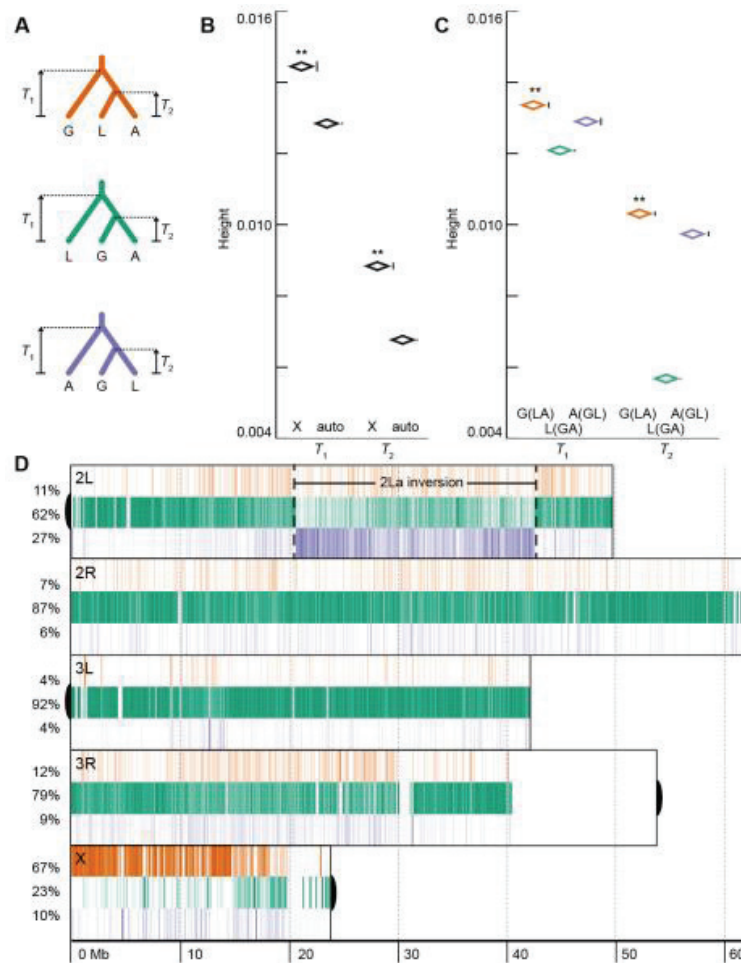 A
T1
T2
G L A
T1
T2
L G A
T1
T2
A G L
B
0.016
**
**
0.010
Height
0.004
X auto X auto
T1 T2
C
0.016
**
**
0.010
Height
0.004
G(LA) A(GL) G(LA) A(GL)
L(GA) L(GA)
T1 T2
D
2L
11%
62%
27%
2La inversion
2R
7%
87%
6%
3L
4%
92%
4%
3R
12%
79%
9%
X
67%
23%
10%
0 Mb 10 20 30 40 50 60